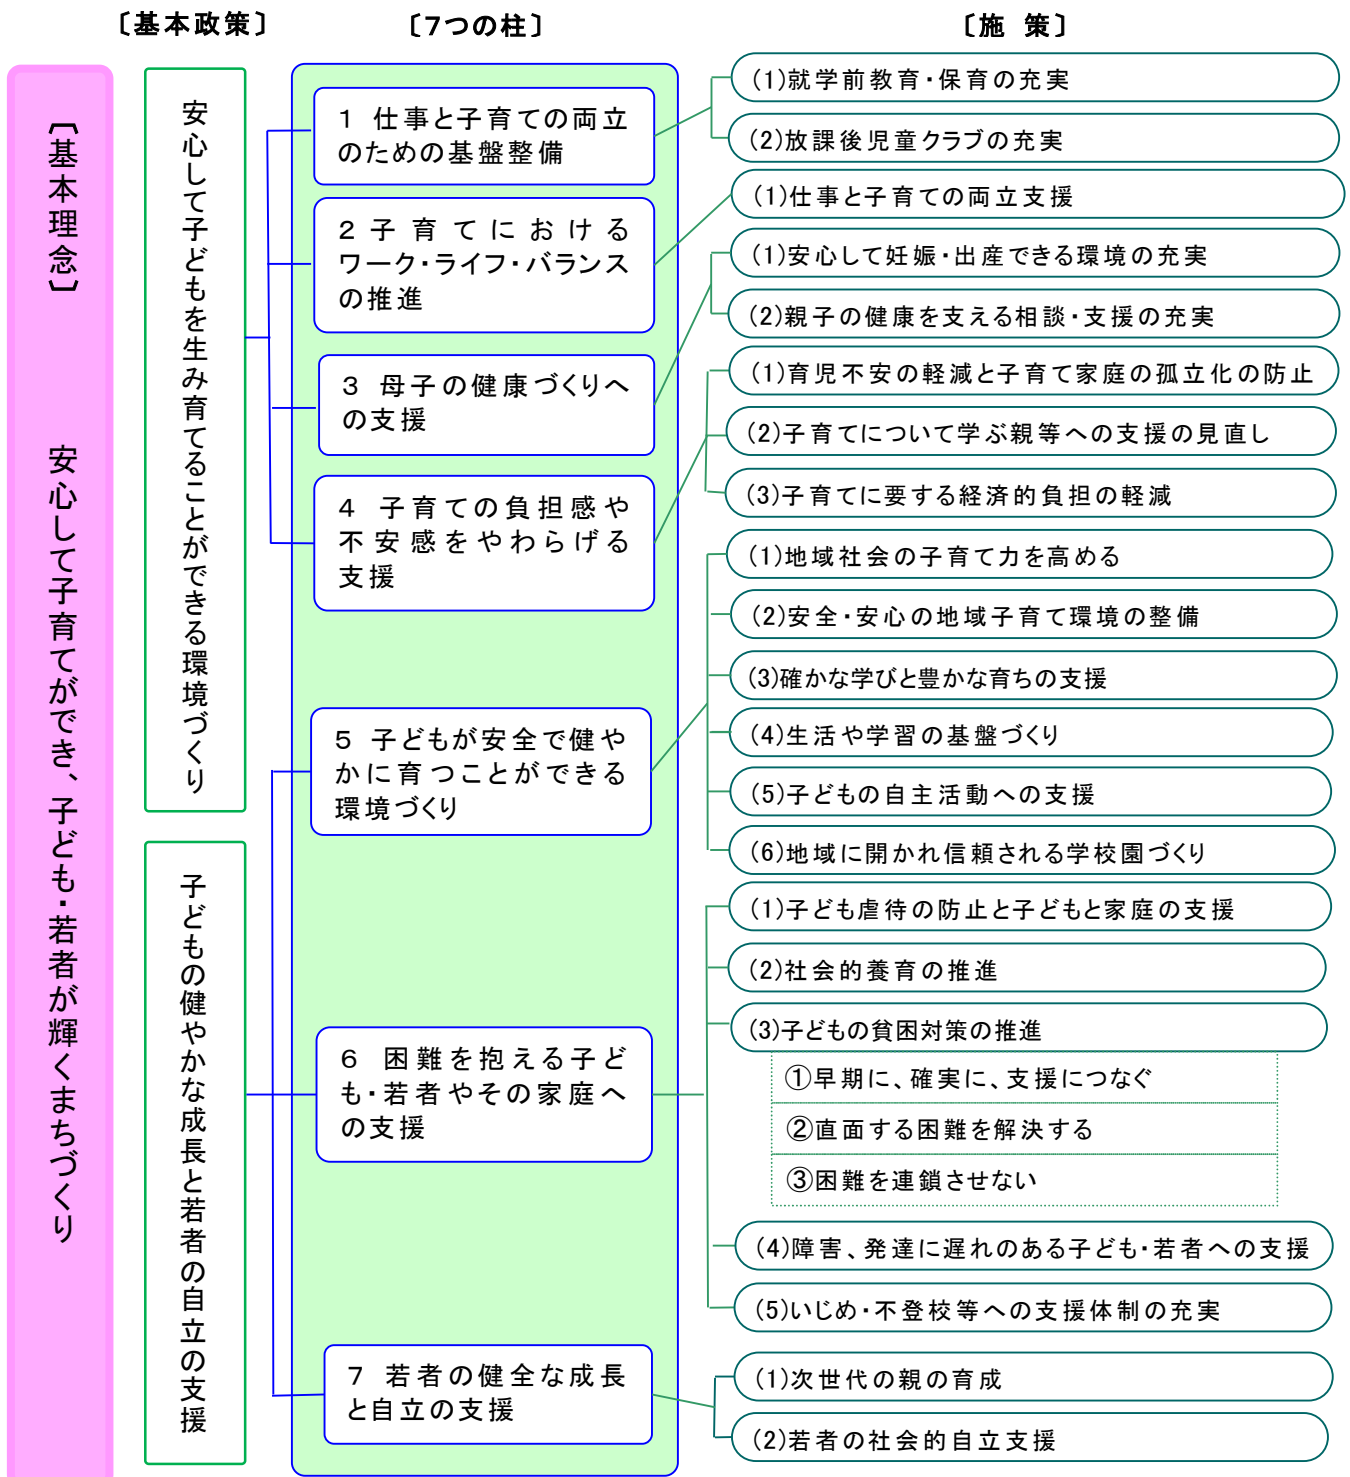 〔基本政策〕
〔7つの柱〕
〔施 策〕
〔基本理念〕
安心して子育てができ、子ども・若者が輝くまちづくり
安心して子どもを生み育てることができる環境づくり
子どもの健やかな成長と若者の自立の支援
1 仕事と子育ての両立
のための基盤整備
2子育てにおける
ワーク・ライフ・バランス
の推進
3 母子の健康づくりへ
の支援
4 子育ての負担感や
不安感をやわらげる
支援
5 子どもが安全で健や
かに育つことができる
環境づくり
6 困難を抱える子ど
も・若者やその家庭へ
の支援
7 若者の健全な成長
と自立の支援
(1)就学前教育・保育の充実
(2)放課後児童クラブの充実
(1)仕事と子育ての両立支援
(1)安心して妊娠・出産できる環境の充実
(2)親子の健康を支える相談・支援の充実
(1)育児不安の軽減と子育て家庭の孤立化の防止
(2)子育てについて学ぶ親等への支援の見直し
(3)子育てに要する経済的負担の軽減
(1)地域社会の子育て力を高める
(2)安全・安心の地域子育て環境の整備
(3)確かな学びと豊かな育ちの支援
(4)生活や学習の基盤づくり
(5)子どもの自主活動への支援
(6)地域に開かれ信頼される学校園づくり
(1)子ども虐待の防止と子どもと家庭の支援
(2)社会的養育の推進
(3)子どもの貧困対策の推進
①早期に、確実に、支援につなぐ
②直面する困難を解決する
③困難を連鎖させない
(4)障害、発達に遅れのある子ども・若者への支援
(5)いじめ・不登校等への支援体制の充実
(1)次世代の親の育成
(2)若者の社会的自立支援